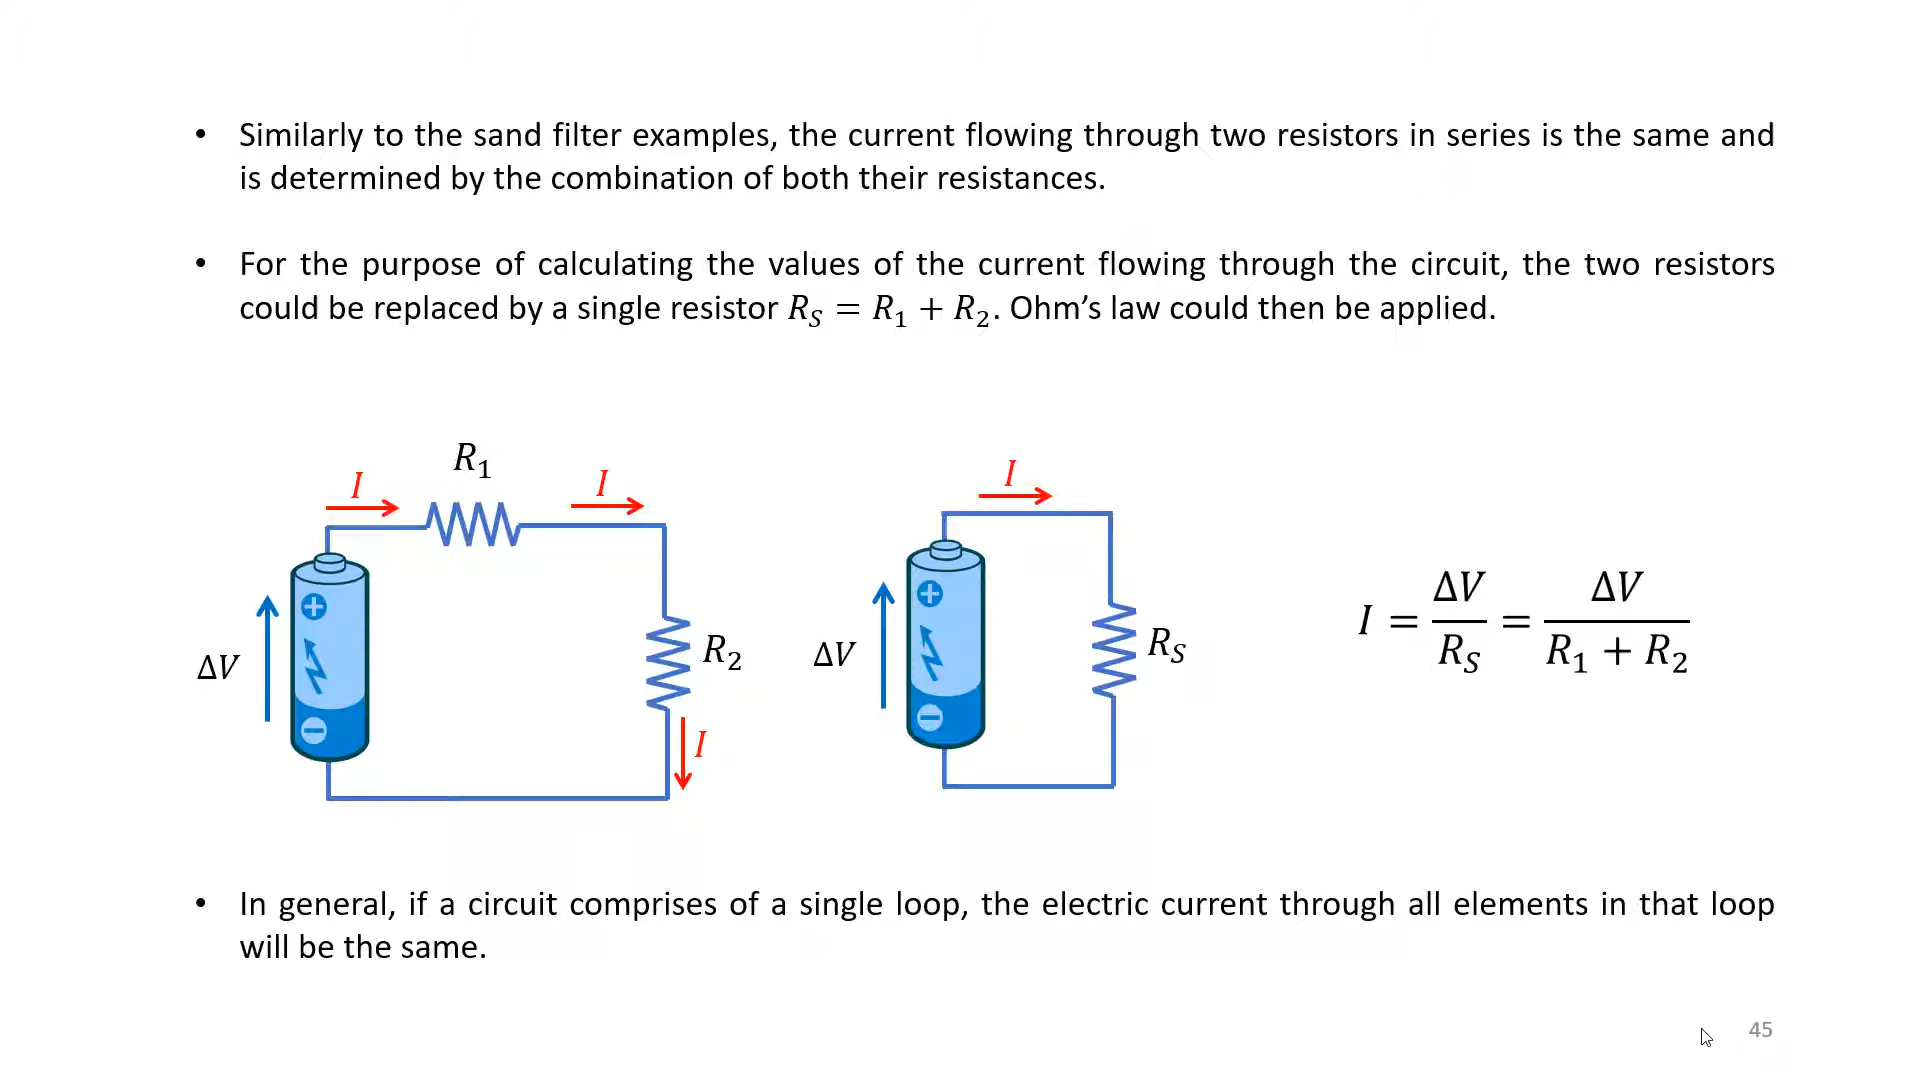 • Similarly to the sand filter examples, the current flowing through two resistors in series is the same and
is determined by the combination of both their resistances.
• For the purpose of calculating the values of the current flowing through the circuit, the two resistors
could be replaced by a single resistor R_S = R_1 + R_2. Ohm's law could then be applied.
R_1
I
I
ΔV
+
−
R_2
I
I
ΔV
+
−
R_S
I = ΔV/R_S = ΔV/(R_1 + R_2)
• In general, if a circuit comprises of a single loop, the electric current through all elements in that loop
will be the same.
45